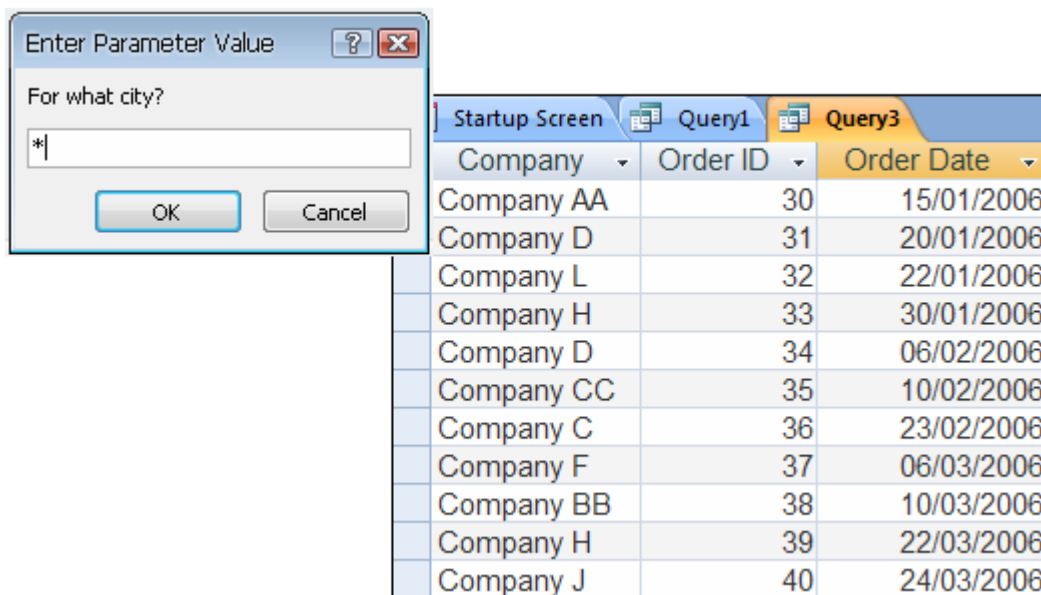 Enter Parameter Value
For what city?
*
OK Cancel
Startup Screen Query1 Query3
Company Order ID Order Date
Company AA 30 15/01/2006
Company D 31 20/01/2006
Company L 32 22/01/2006
Company H 33 30/01/2006
Company D 34 06/02/2006
Company CC 35 10/02/2006
Company C 36 23/02/2006
Company F 37 06/03/2006
Company BB 38 10/03/2006
Company H 39 22/03/2006
Company J 40 24/03/2006